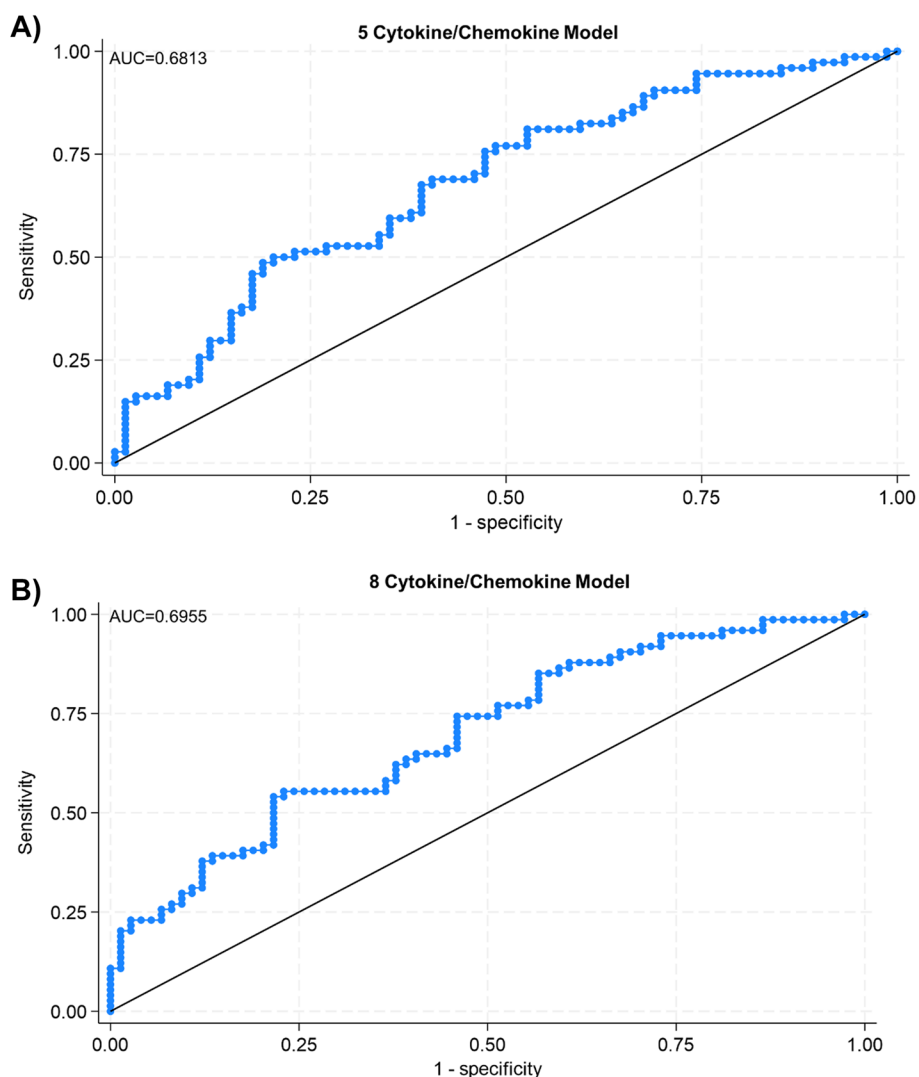 A)
5 Cytokine/Chemokine Model
AUC=0.6813
1.00
0.75
0.50
0.25
0.00
Sensitivity
0.00 0.25 0.50 0.75 1.00
1 - specificity
B)
8 Cytokine/Chemokine Model
AUC=0.6955
1.00
0.75
0.50
0.25
0.00
Sensitivity
0.00 0.25 0.50 0.75 1.00
1 - specificity